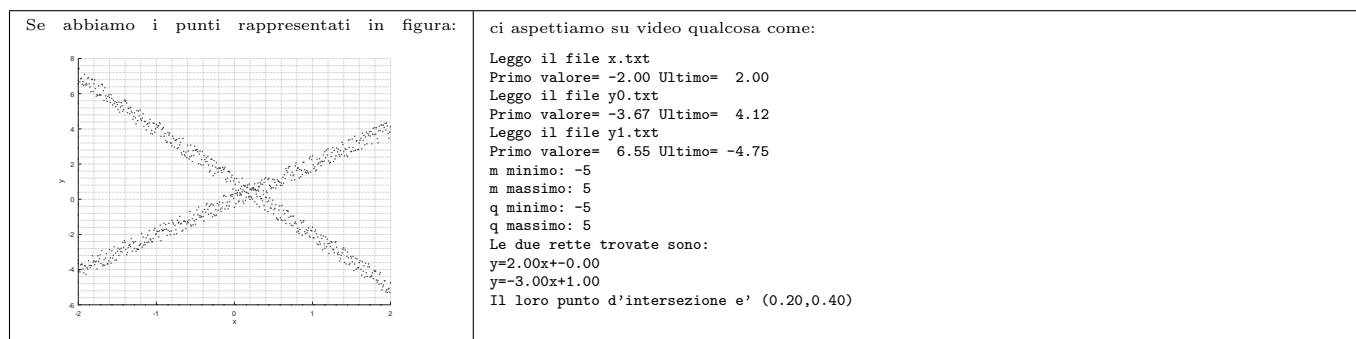 Se abbiamo i punti rappresentati in figura:
8
6
4
2
0
-2
-4
-6
y
-2
-1
0
1
2
x
ci aspettiamo su video qualcosa come:
Leggo il file x.txt
Primo valore= -2.00 Ultimo= 2.00
Leggo il file y0.txt
Primo valore= -3.67 Ultimo= 4.12
Leggo il file y1.txt
Primo valore= 6.55 Ultimo= -4.75
m minimo: -5
m massimo: 5
q minimo: -5
q massimo: 5
Le due rette trovate sono:
y=2.00x+-0.00
y=-3.00x+1.00
Il loro punto d'intersezione e' (0.20,0.40)